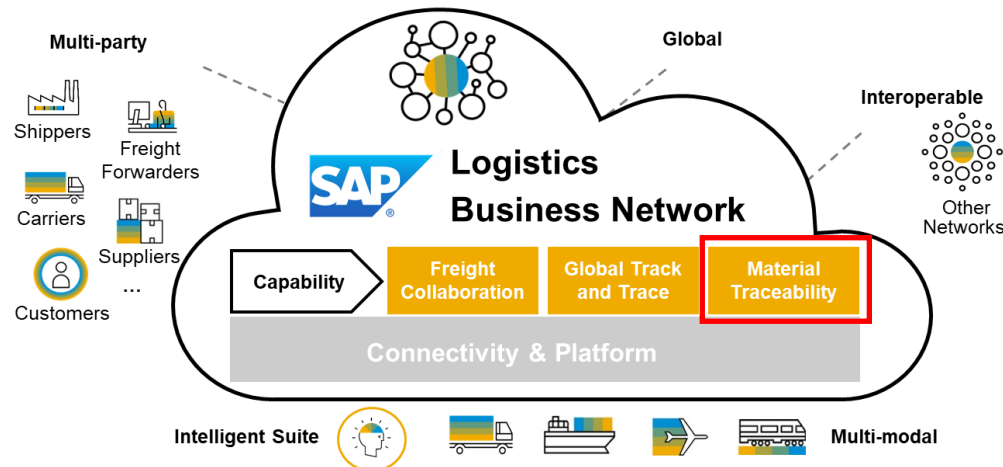 Multi-party
Global
Interoperable
Shippers
Freight
Forwarders
Carriers
Suppliers
...
Customers
Other
Networks
SAP
®
Logistics
Business Network
Capability
Freight
Collaboration
Global Track
and Trace
Material
Traceability
Connectivity & Platform
Intelligent Suite
Multi-modal